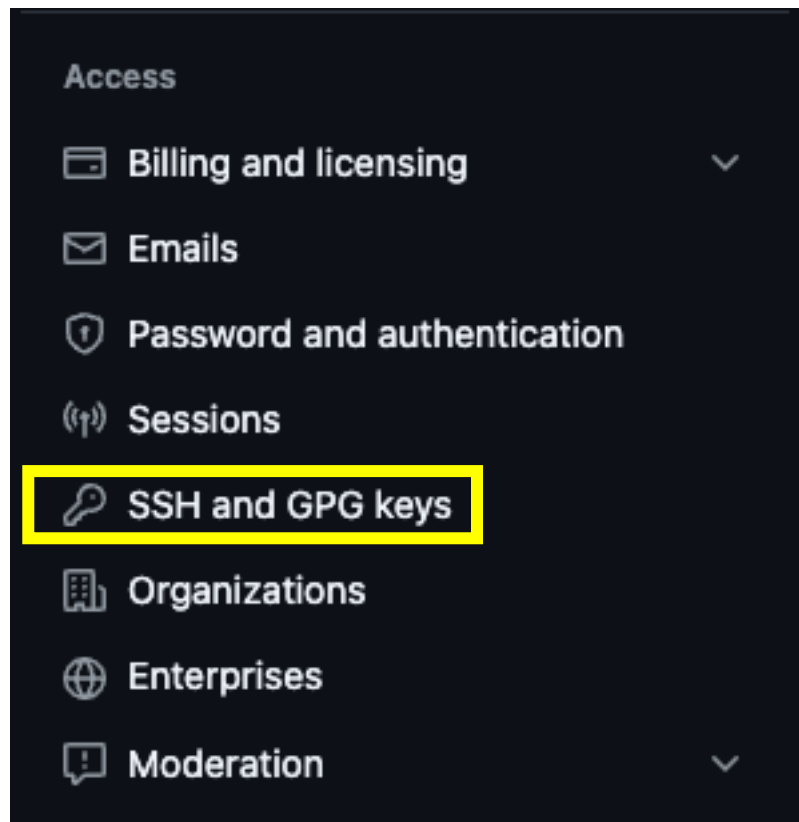 Access
Billing and licensing
Emails
Password and authentication
Sessions
SSH and GPG keys
Organizations
Enterprises
Moderation